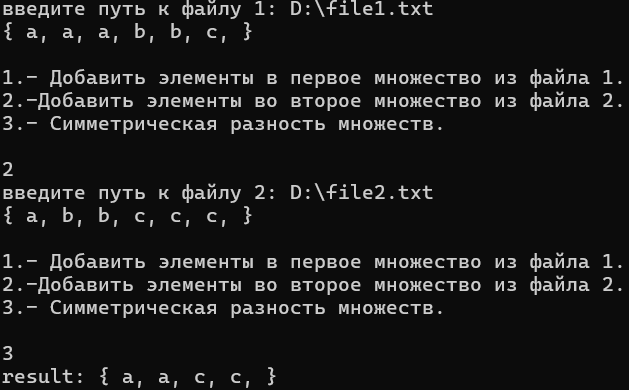 введите путь к файлу 1: D:\file1.txt
{ a, a, a, b, b, c, }
1.- Добавить элементы в первое множество из файла 1.
2.-Добавить элементы во второе множество из файла 2.
3.- Симметрическая разность множеств.
2
введите путь к файлу 2: D:\file2.txt
{ a, b, b, c, c, c, }
1.- Добавить элементы в первое множество из файла 1.
2.-Добавить элементы во второе множество из файла 2.
3.- Симметрическая разность множеств.
3
result: { a, a, c, c, }